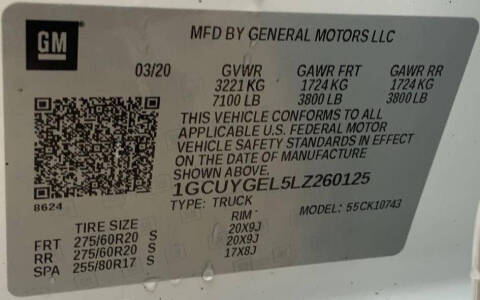 GM
MFD BY GENERAL MOTORS LLC
03/20 GVWR GAWR FRT GAWR RR
3221 KG 1724 KG 1724 KG
7100 LB 3800 LB 3800 LB
THIS VEHICLE CONFORMS TO ALL
APPLICABLE U.S. FEDERAL MOTOR
VEHICLE SAFETY STANDARDS IN EFFECT
ON THE DATE OF MANUFACTURE
SHOWN ABOVE.
1GCUYGEL5LZ260125
8624
TYPE: TRUCK MODEL: 55CK10743
TIRE SIZE RIM
FRT 275/60R20 S 20X9J
RR 275/60R20 S 20X9J
SPA 255/80R17 S 17X8J